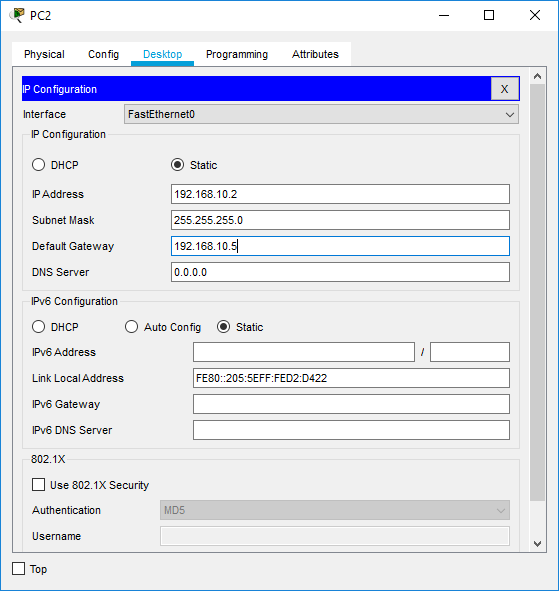 PC2
Physical Config Desktop Programming Attributes
IP Configuration X
Interface FastEthernet0
IP Configuration
DHCP Static
IP Address 192.168.10.2
Subnet Mask 255.255.255.0
Default Gateway 192.168.10.5
DNS Server 0.0.0.0
IPv6 Configuration
DHCP Auto Config Static
IPv6 Address /
Link Local Address FE80::205:5EFF:FED2:D422
IPv6 Gateway
IPv6 DNS Server
802.1X
Use 802.1X Security
Authentication MD5
Username
Top